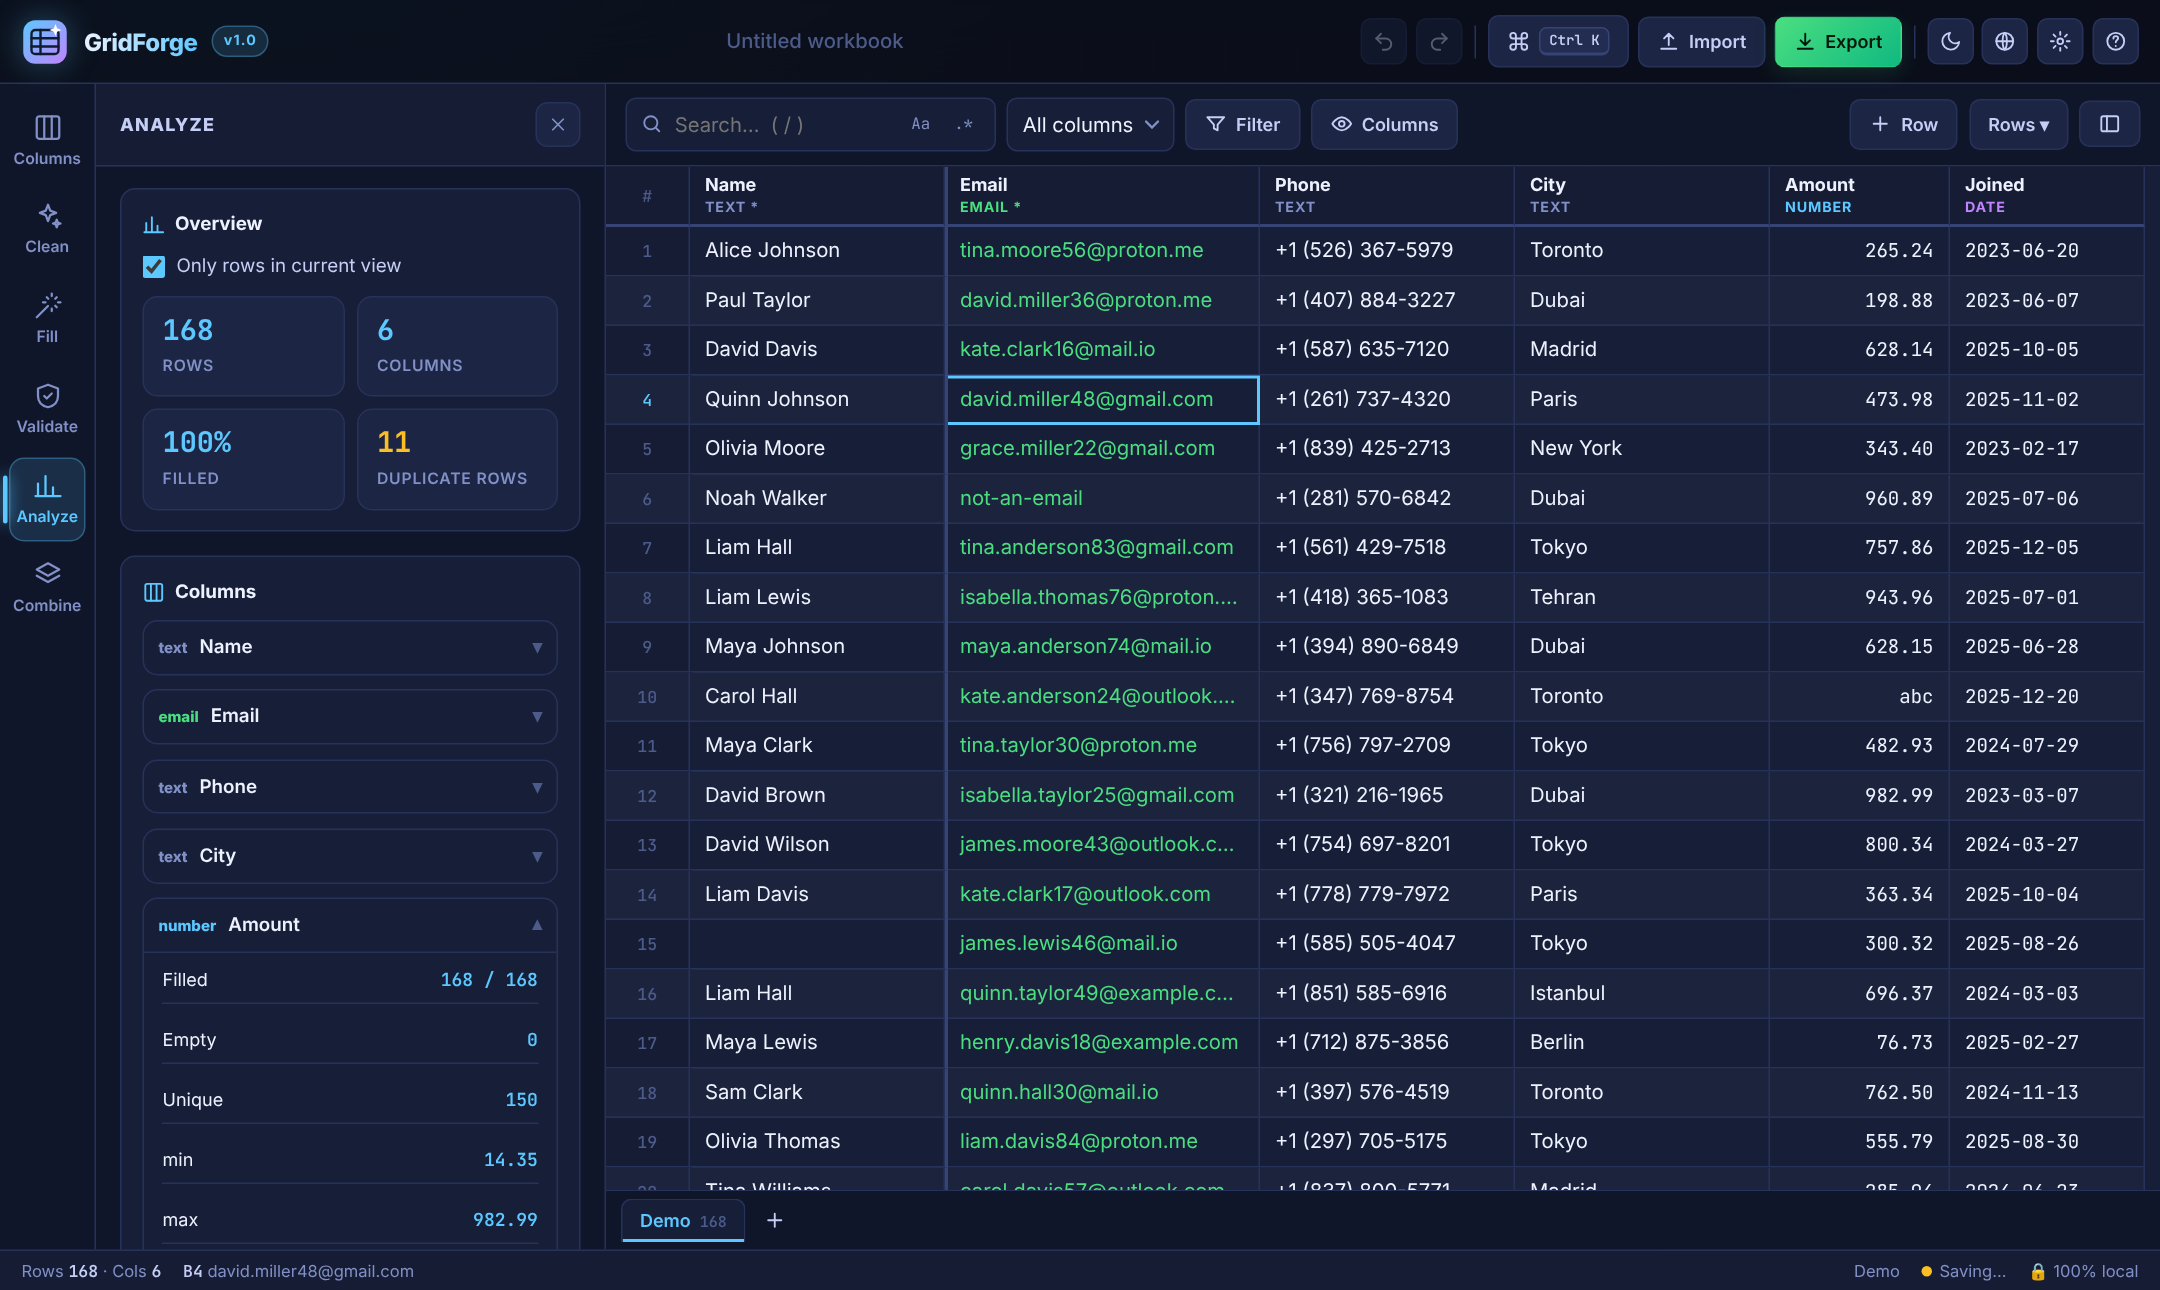 GridForge v1.0
Untitled workbook
Ctrl K
Import
Export
Columns
Clean
Fill
Validate
Analyze
Combine
ANALYZE
Overview
Only rows in current view
168
ROWS
6
COLUMNS
100%
FILLED
11
DUPLICATE ROWS
Columns
text Name ▼
email Email ▼
text Phone ▼
text City ▼
number Amount ▲
Filled 168 / 168
Empty 0
Unique 150
min 14.35
max 982.99
Search... ( / ) Aa .*
All columns
Filter
Columns
+ Row
Rows ▾
# Name Email Phone City Amount Joined
TEXT * EMAIL * TEXT TEXT NUMBER DATE
1 Alice Johnson tina.moore56@proton.me +1 (526) 367-5979 Toronto 265.24 2023-06-20
2 Paul Taylor david.miller36@proton.me +1 (407) 884-3227 Dubai 198.88 2023-06-07
3 David Davis kate.clark16@mail.io +1 (587) 635-7120 Madrid 628.14 2025-10-05
4 Quinn Johnson david.miller48@gmail.com +1 (261) 737-4320 Paris 473.98 2025-11-02
5 Olivia Moore grace.miller22@gmail.com +1 (839) 425-2713 New York 343.40 2023-02-17
6 Noah Walker not-an-email +1 (281) 570-6842 Dubai 960.89 2025-07-06
7 Liam Hall tina.anderson83@gmail.com +1 (561) 429-7518 Tokyo 757.86 2025-12-05
8 Liam Lewis isabella.thomas76@proton.... +1 (418) 365-1083 Tehran 943.96 2025-07-01
9 Maya Johnson maya.anderson74@mail.io +1 (394) 890-6849 Dubai 628.15 2025-06-28
10 Carol Hall kate.anderson24@outlook.... +1 (347) 769-8754 Toronto abc 2025-12-20
11 Maya Clark tina.taylor30@proton.me +1 (756) 797-2709 Tokyo 482.93 2024-07-29
12 David Brown isabella.taylor25@gmail.com +1 (321) 216-1965 Dubai 982.99 2023-03-07
13 David Wilson james.moore43@outlook.c... +1 (754) 697-8201 Tokyo 800.34 2024-03-27
14 Liam Davis kate.clark17@outlook.com +1 (778) 779-7972 Paris 363.34 2025-10-04
15 james.lewis46@mail.io +1 (585) 505-4047 Tokyo 300.32 2025-08-26
16 Liam Hall quinn.taylor49@example.c... +1 (851) 585-6916 Istanbul 696.37 2024-03-03
17 Maya Lewis henry.davis18@example.com +1 (712) 875-3856 Berlin 76.73 2025-02-27
18 Sam Clark quinn.hall30@mail.io +1 (397) 576-4519 Toronto 762.50 2024-11-13
19 Olivia Thomas liam.davis84@proton.me +1 (297) 705-5175 Tokyo 555.79 2025-08-30
Tina Williams carol.davis57@outlook.com Madrid
Demo 168 +
Rows 168 · Cols 6 B4 david.miller48@gmail.com
Demo Saving... 100% local